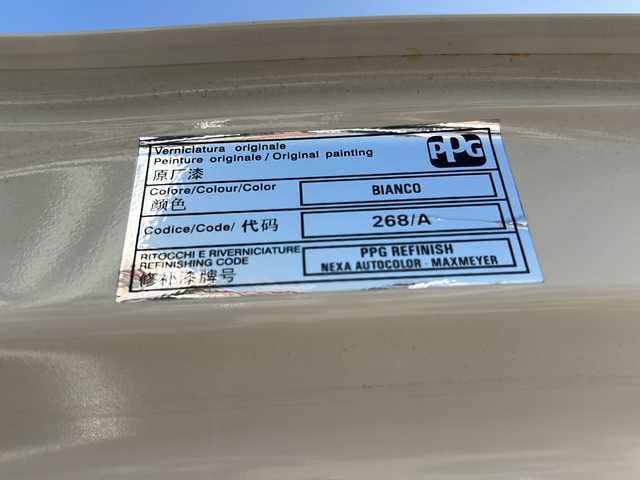 Verniciatura originale
Peinture originale / Original painting
原厂漆
PPG
Colore/Colour/Color
颜色
BIANCO
Codice/Code/ 代码
268/A
RITOCCHI E RIVERNICIATURE
REFINISHING CODE
修补漆牌号
PPG REFINISH
NEXA AUTOCOLOR - MAXMEYER